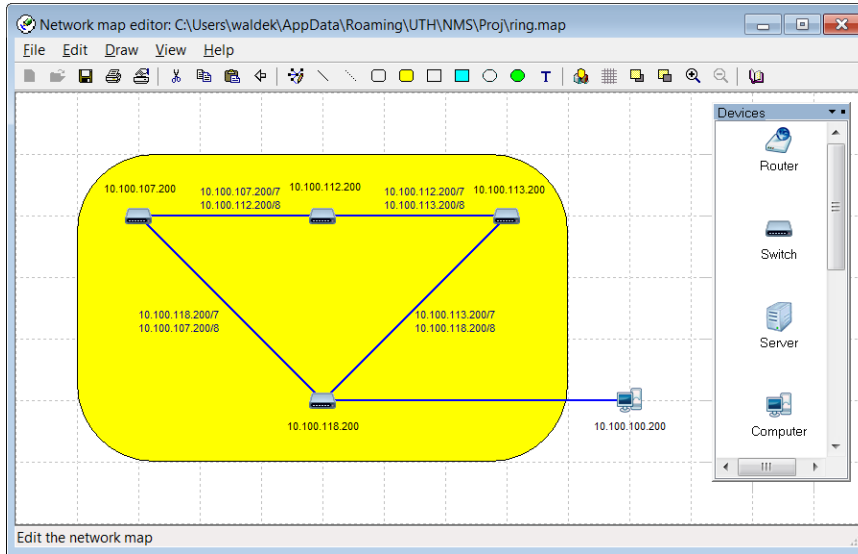 Network map editor: C:\Users\waldek\AppData\Roaming\UTH\NMS\Proj\ring.map
File Edit Draw View Help
T
Devices
Router
Switch
Server
Computer
10.100.107.200
10.100.107.200/7
10.100.112.200/8
10.100.112.200
10.100.112.200/7
10.100.113.200/8
10.100.113.200
10.100.118.200/7
10.100.107.200/8
10.100.113.200/7
10.100.118.200/8
10.100.118.200
10.100.100.200
Edit the network map